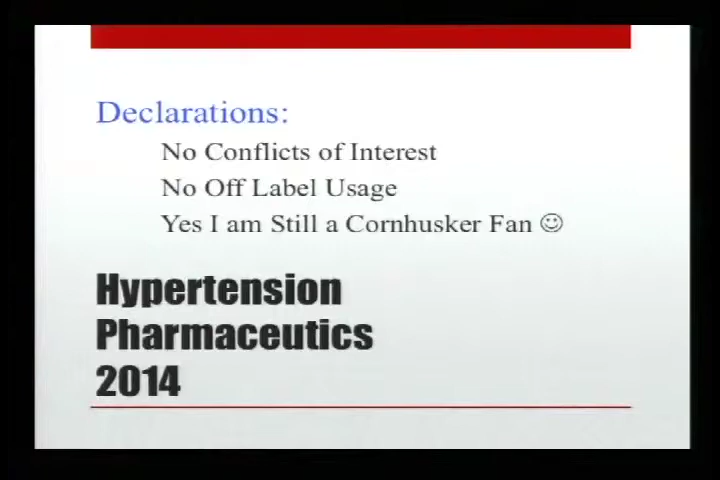 Declarations:
No Conflicts of Interest
No Off Label Usage
Yes I am Still a Cornhusker Fan ☺
Hypertension
Pharmaceutics
2014